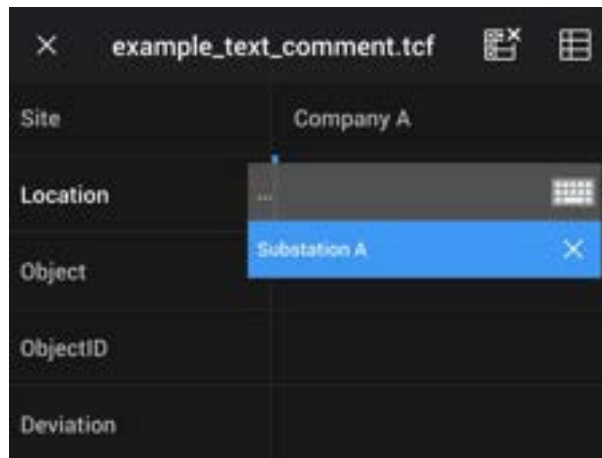 example_text_comment.tcf
Site
Company A
Location
...
Substation A
Object
ObjectID
Deviation